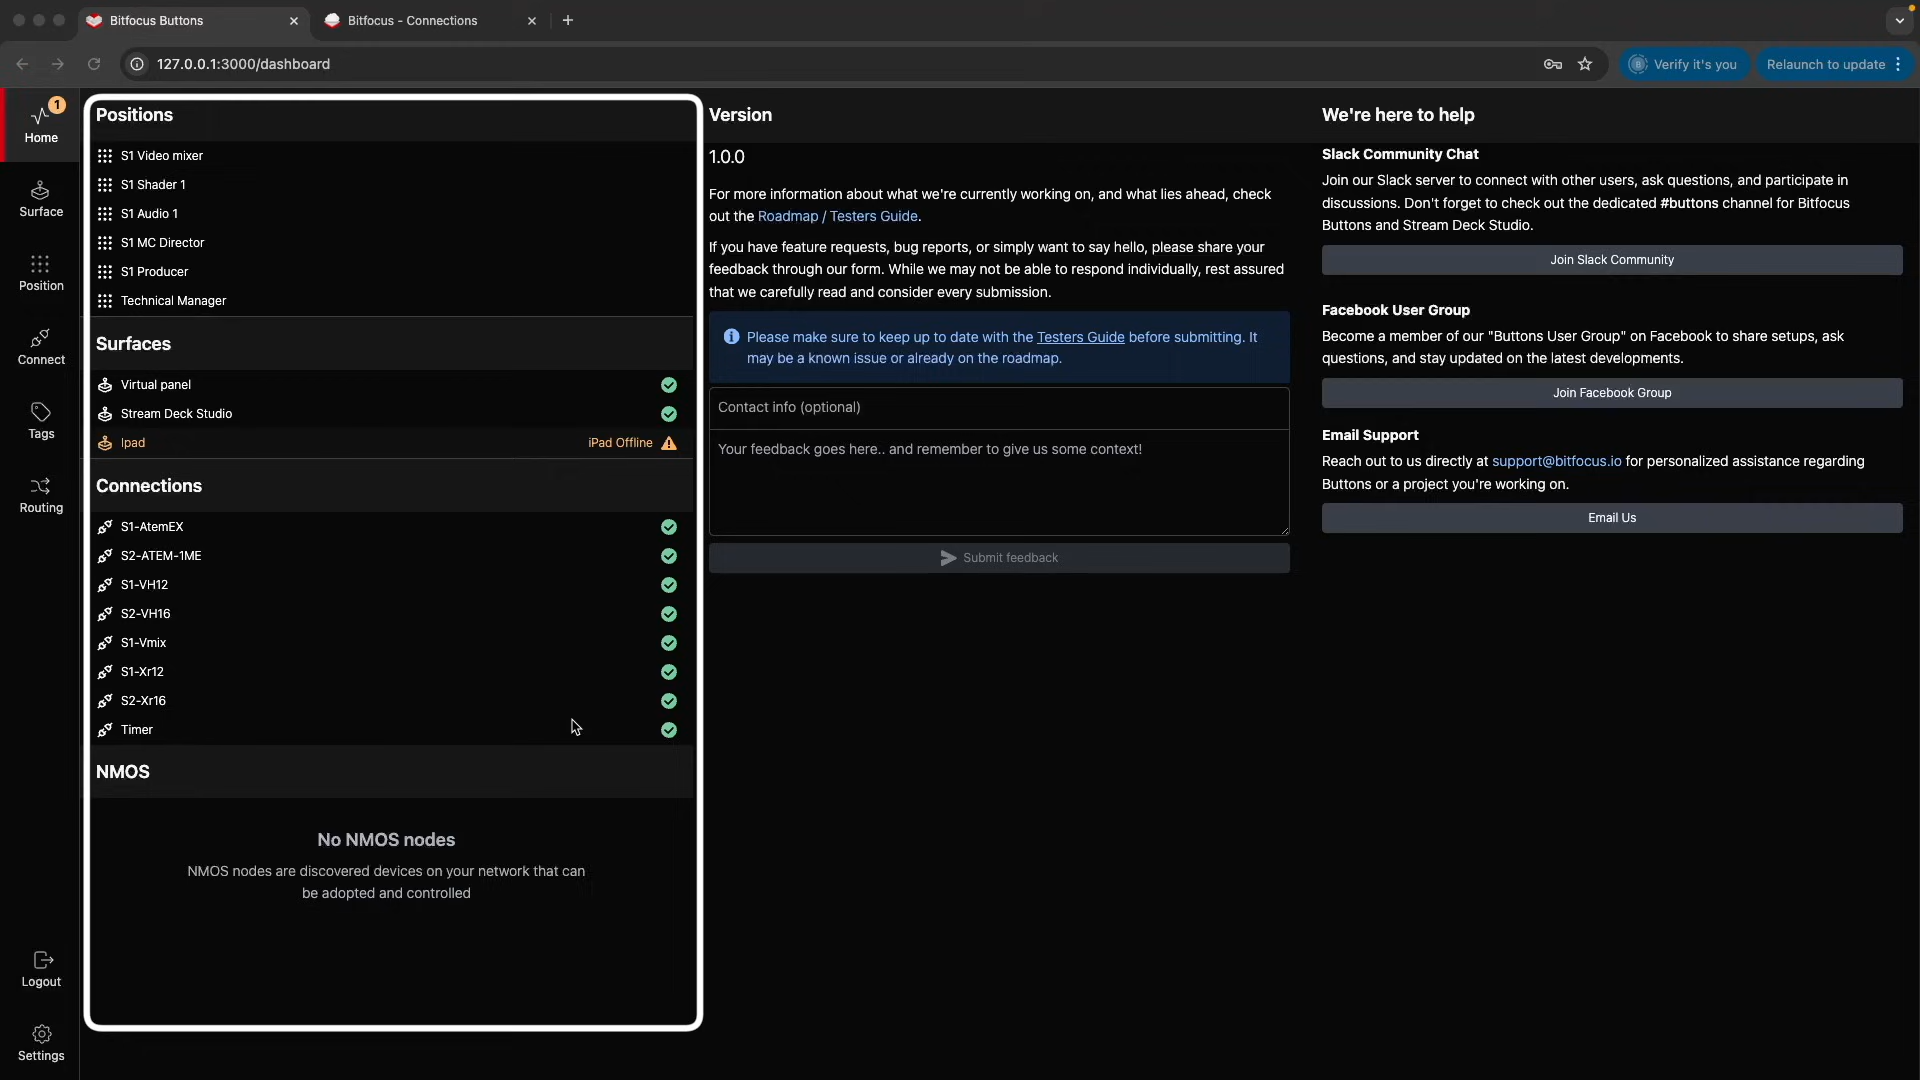 Bitfocus Buttons
Bitfocus - Connections
127.0.0.1:3000/dashboard
Verify it's you
Relaunch to update
1
Home
Surface
Position
Connect
Tags
Routing
Logout
Settings
Positions
S1 Video mixer
S1 Shader 1
S1 Audio 1
S1 MC Director
S1 Producer
Technical Manager
Surfaces
Virtual panel
Stream Deck Studio
Ipad
iPad Offline
Connections
S1-AtemEX
S2-ATEM-1ME
S1-VH12
S2-VH16
S1-Vmix
S1-Xr12
S2-Xr16
Timer
NMOS
No NMOS nodes
NMOS nodes are discovered devices on your network that can
be adopted and controlled
Version
1.0.0
For more information about what we're currently working on, and what lies ahead, check
out the Roadmap / Testers Guide.
If you have feature requests, bug reports, or simply want to say hello, please share your
feedback through our form. While we may not be able to respond individually, rest assured
that we carefully read and consider every submission.
Please make sure to keep up to date with the Testers Guide before submitting. It
may be a known issue or already on the roadmap.
Contact info (optional)
Your feedback goes here.. and remember to give us some context!
Submit feedback
We're here to help
Slack Community Chat
Join our Slack server to connect with other users, ask questions, and participate in
discussions. Don't forget to check out the dedicated #buttons channel for Bitfocus
Buttons and Stream Deck Studio.
Join Slack Community
Facebook User Group
Become a member of our "Buttons User Group" on Facebook to share setups, ask
questions, and stay updated on the latest developments.
Join Facebook Group
Email Support
Reach out to us directly at support@bitfocus.io for personalized assistance regarding
Buttons or a project you're working on.
Email Us